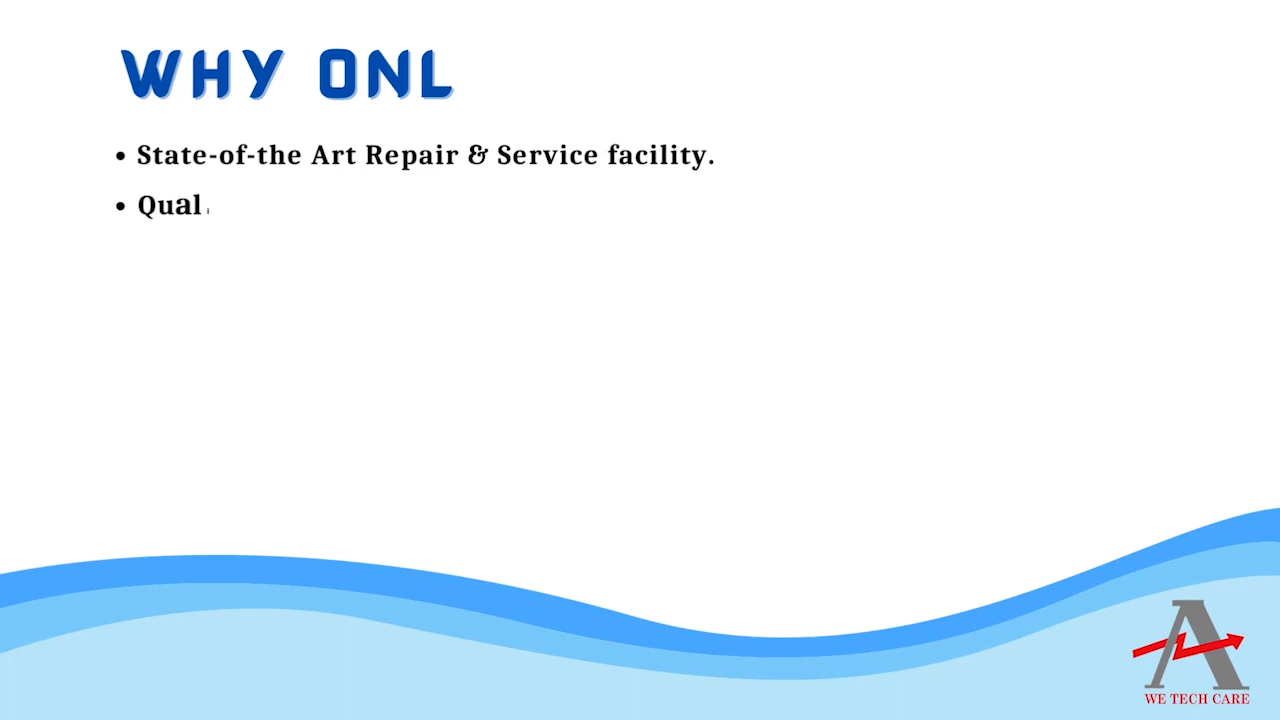 WHY ONL
• State-of-the Art Repair & Service facility.
• Qual
WE TECH CARE